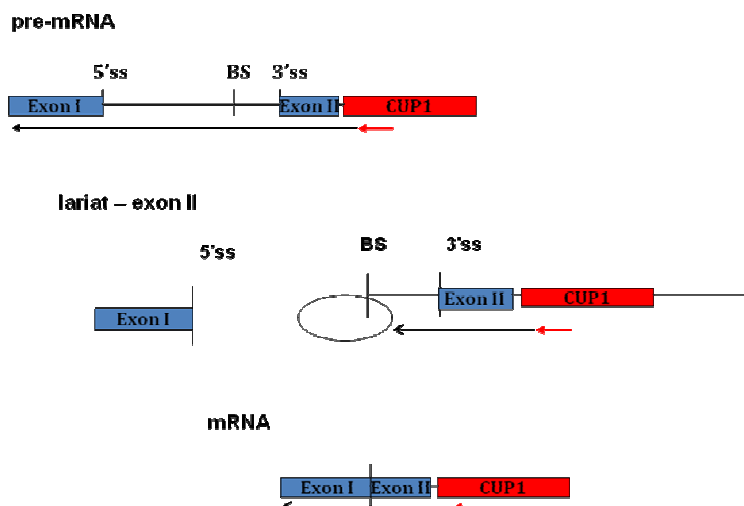 pre-mRNA
5'ss BS 3'ss
Exon I Exon II CUP1
lariat – exon II
5'ss BS 3'ss
Exon I Exon II CUP1
mRNA
Exon I Exon II CUP1